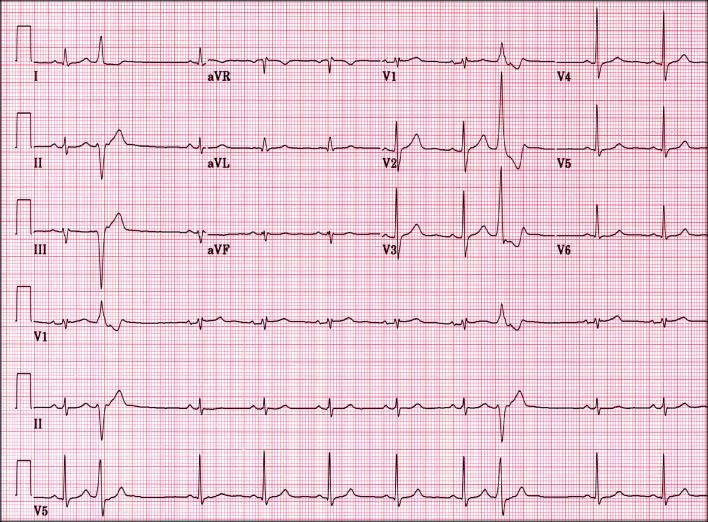 I aVR V1 V4
II aVL V2 V5
III aVF V3 V6
V1
II
V5